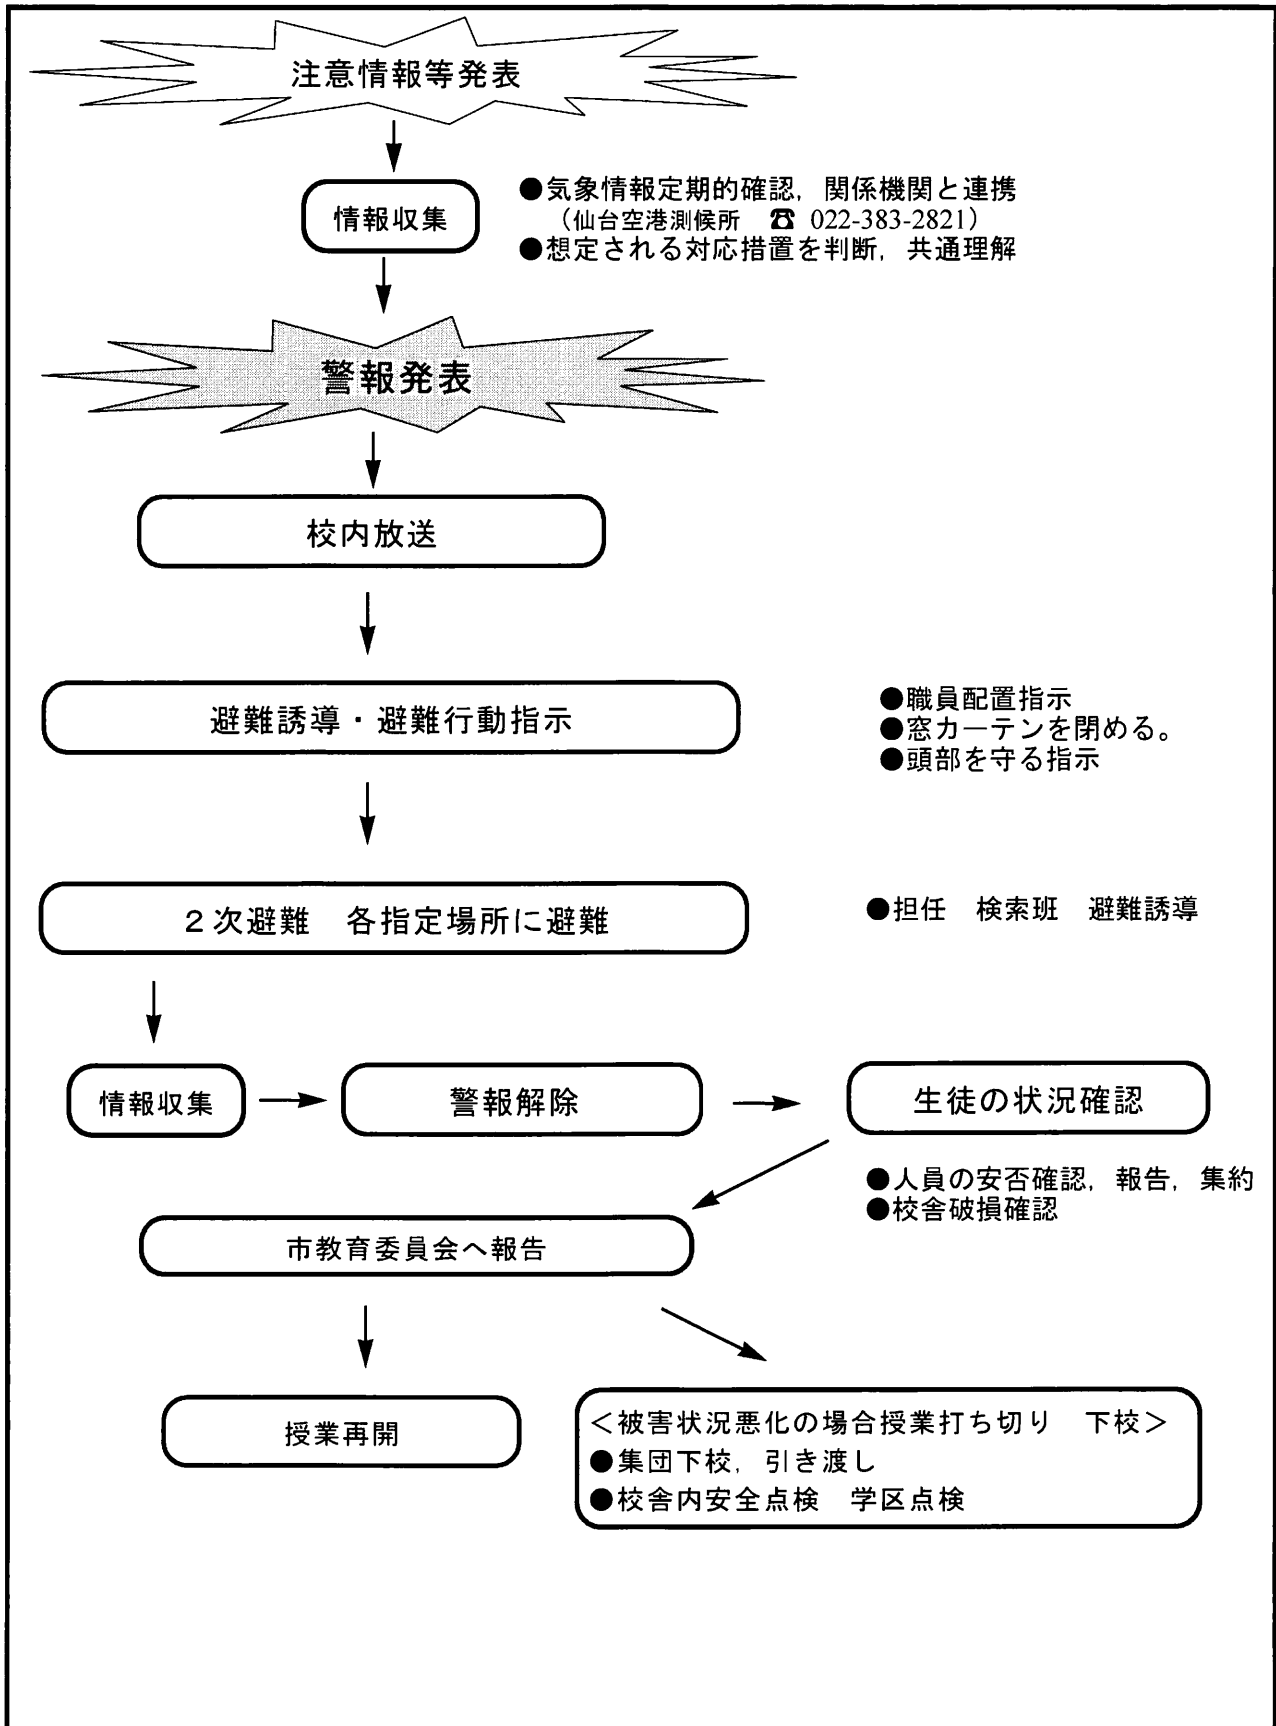 注意情報等発表
情報収集
●気象情報定期的確認，関係機関と連携
（仙台空港測候所　☎ 022-383-2821）
●想定される対応措置を判断，共通理解
警報発表
校内放送
避難誘導・避難行動指示
●職員配置指示
●窓カーテンを閉める。
●頭部を守る指示
２次避難　各指定場所に避難
●担任　検索班　避難誘導
情報収集
警報解除
生徒の状況確認
●人員の安否確認，報告，集約
●校舎破損確認
市教育委員会へ報告
授業再開
＜被害状況悪化の場合授業打ち切り　下校＞
●集団下校，引き渡し
●校舎内安全点検　学区点検